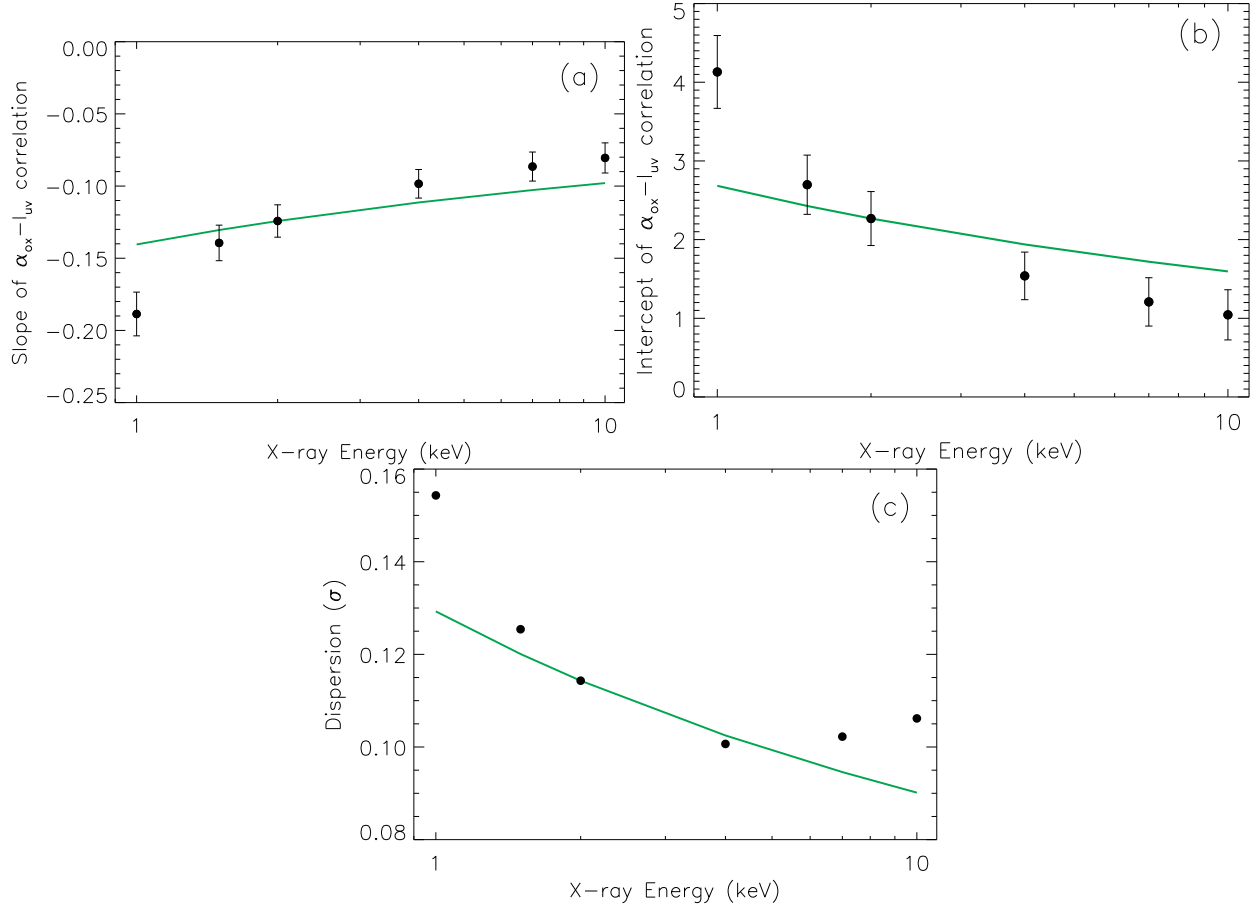 (a)
0.00
−0.05
−0.10
−0.15
−0.20
−0.25
Slope of αox−luv correlation
1
10
X−ray Energy (keV)
(b)
5
4
3
2
1
0
Intercept of αox−luv correlation
1
10
X−ray Energy (keV)
(c)
0.16
0.14
0.12
0.10
0.08
Dispersion (σ)
1
10
X−ray Energy (keV)